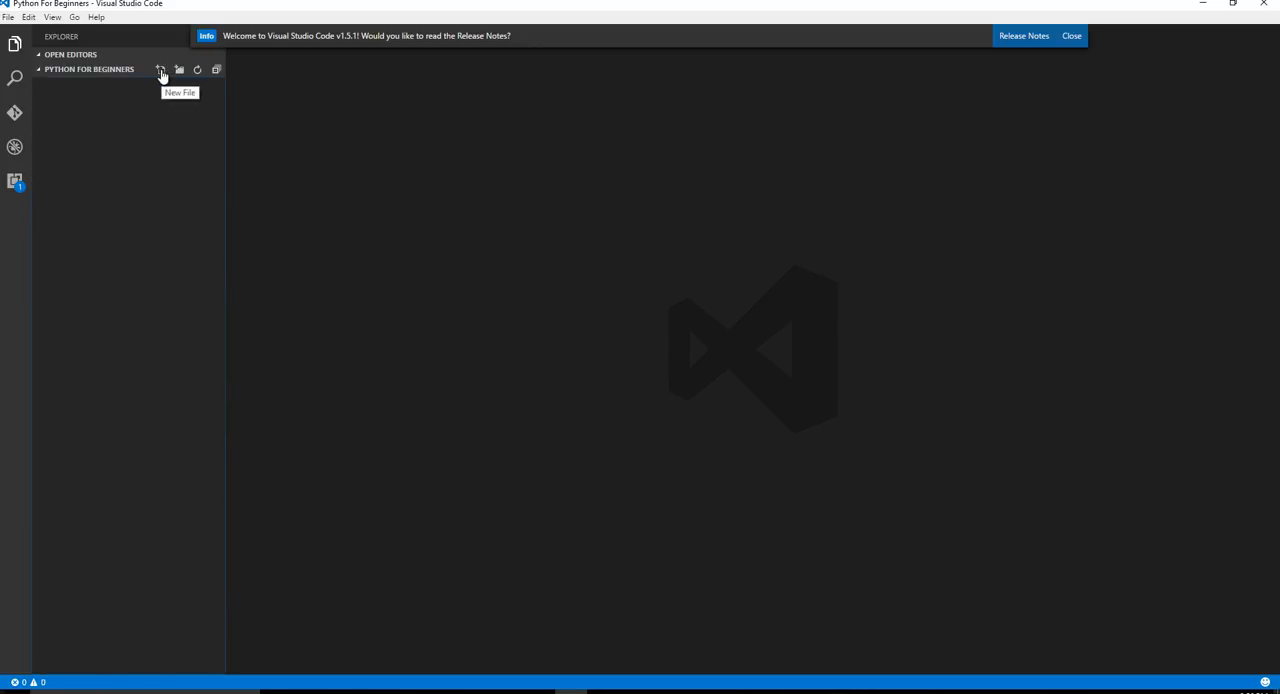 Python For Beginners - Visual Studio Code
File Edit View Go Help
EXPLORER
Info Welcome to Visual Studio Code v1.5.1! Would you like to read the Release Notes? Release Notes Close
OPEN EDITORS
PYTHON FOR BEGINNERS
New File
1
0 0